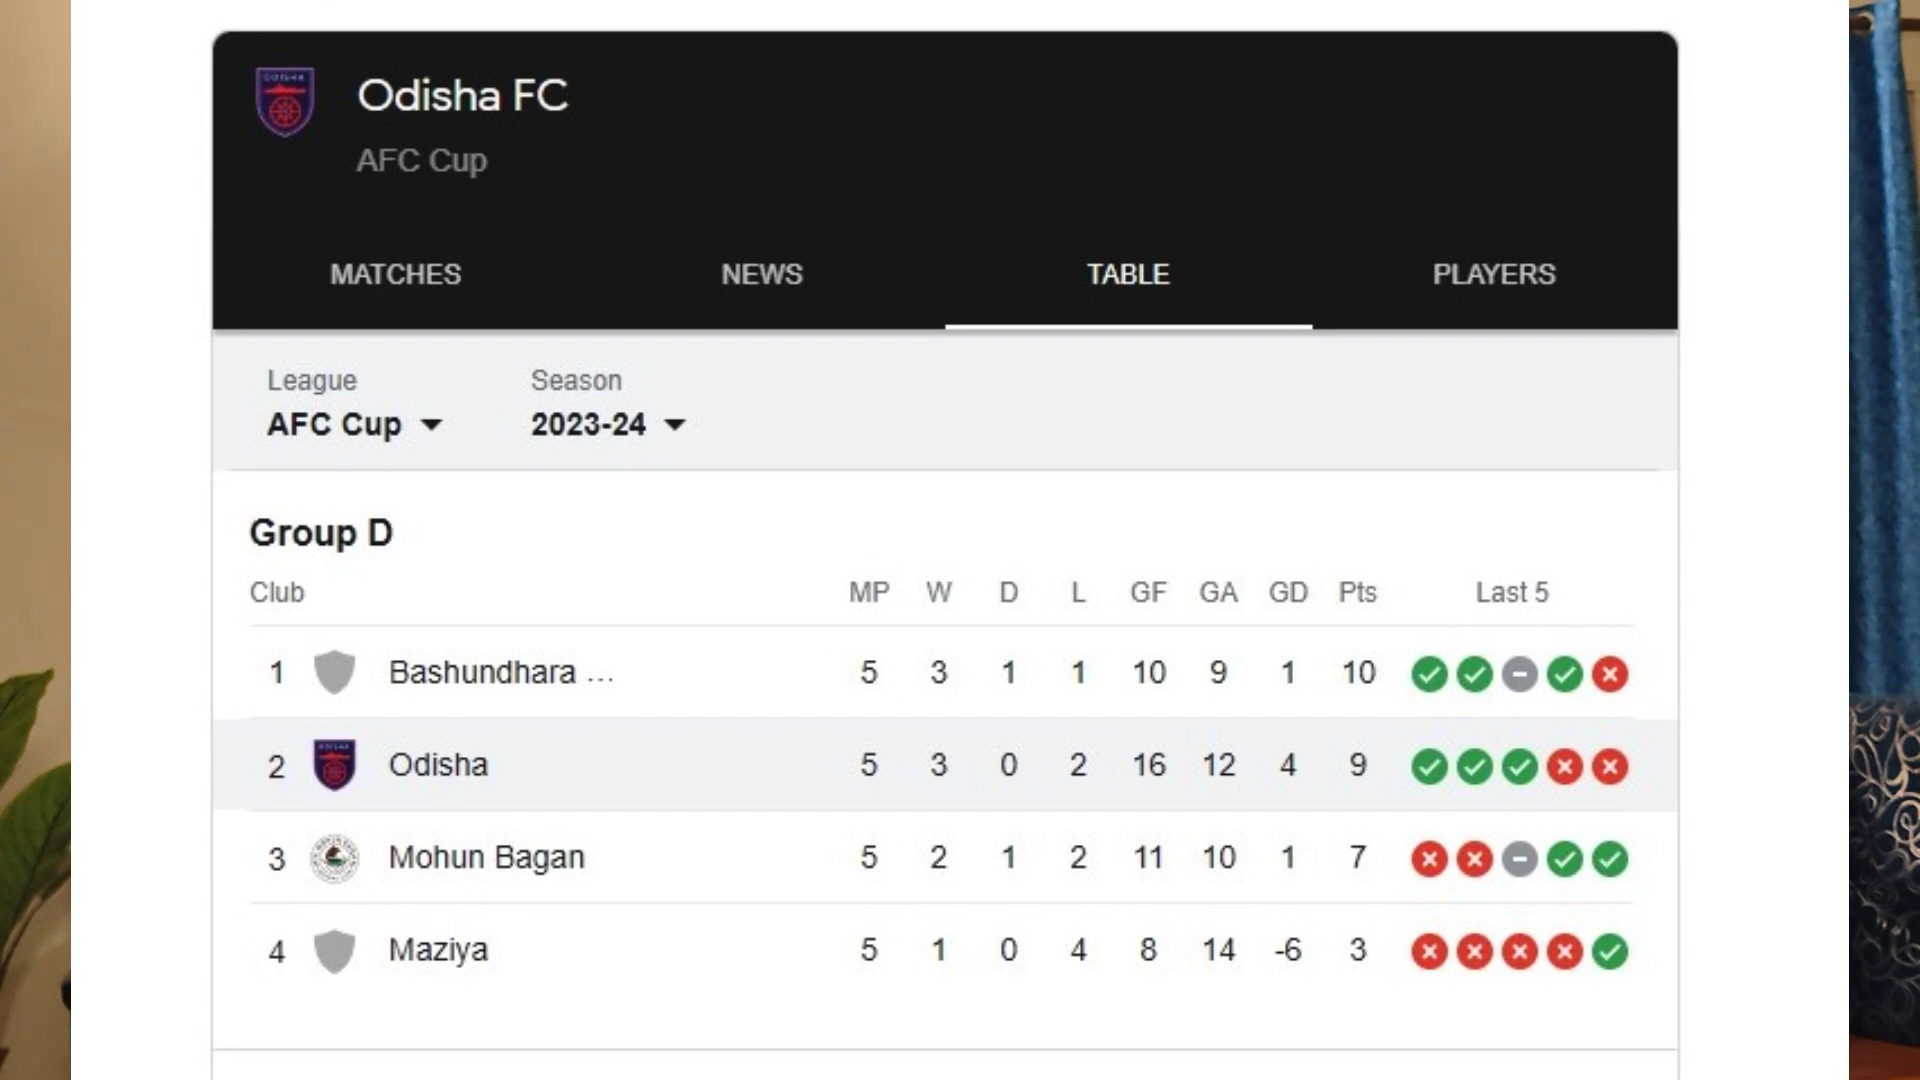 ODISHA
Odisha FC
AFC Cup
MATCHES NEWS TABLE PLAYERS
League Season
AFC Cup 2023-24
Group D
Club MP W D L GF GA GD Pts Last 5
1 Bashundhara ... 5 3 1 1 10 9 1 10
2 Odisha 5 3 0 2 16 12 4 9
3 Mohun Bagan 5 2 1 2 11 10 1 7
4 Maziya 5 1 0 4 8 14 -6 3